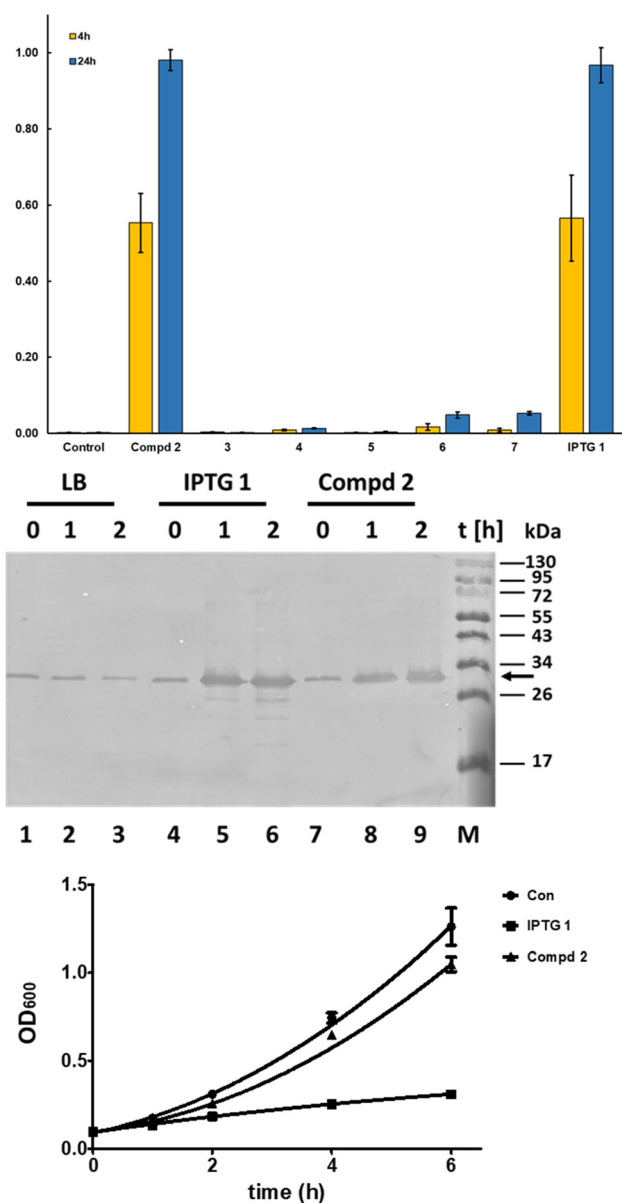 4h
24h
1.00
0.80
0.60
0.40
0.20
0.00
Control Compd 2 3 4 5 6 7 IPTG 1
LB IPTG 1 Compd 2
0 1 2 0 1 2 0 1 2 t [h] kDa
130
95
72
55
43
34
26
17
1 2 3 4 5 6 7 8 9 M
1.5
1.0
0.5
0.0
OD600
0 2 4 6
time (h)
Con
IPTG 1
Compd 2